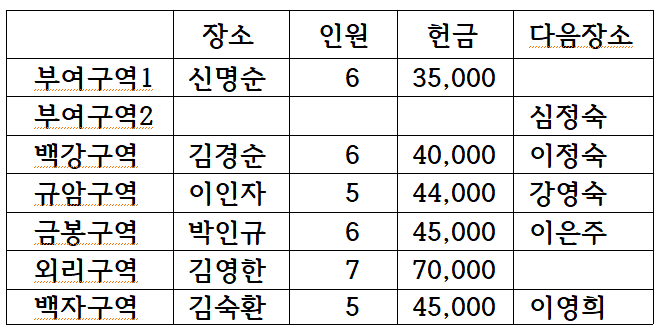 장소 인원 헌금 다음장소
부여구역1 신명순 6 35,000
부여구역2 심정숙
백강구역 김경순 6 40,000 이정숙
규암구역 이인자 5 44,000 강영숙
금봉구역 박인규 6 45,000 이은주
외리구역 김영한 7 70,000
백자구역 김숙환 5 45,000 이영희